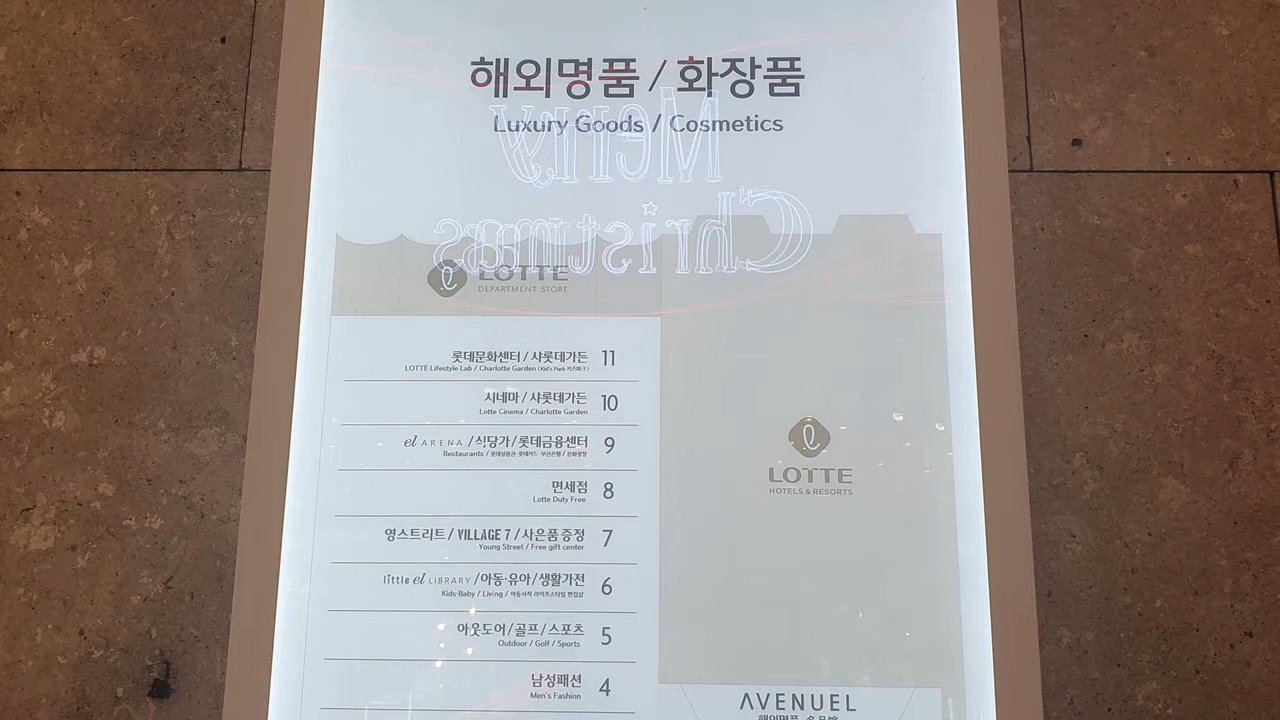 해외명품 / 화장품
Luxury Goods / Cosmetics
Merry
Christmas
LOTTE
DEPARTMENT STORE
롯데문화센터 / 샤롯데가든 11
LOTTE Lifestyle Lab / Charlotte Garden (Kid's Park 키즈파크)
시네마 / 샤롯데가든 10
Lotte Cinema / Charlotte Garden
el ARENA / 식당가 / 롯데금융센터 9
Restaurants / 롯데상품권·롯데카드·부산은행 / 문화광장
면세점 8
Lotte Duty Free
영스트리트 / VILLAGE 7 / 사은품증정 7
Young Street / Free gift center
little el LIBRARY / 아동·유아 / 생활가전 6
Kids·Baby / Living / 아동서적 라이프스타일 편집샵
아웃도어 / 골프 / 스포츠 5
Outdoor / Golf / Sports
남성패션 4
Men's Fashion
LOTTE
HOTELS & RESORTS
AVENUEL
해외명품 名品馆